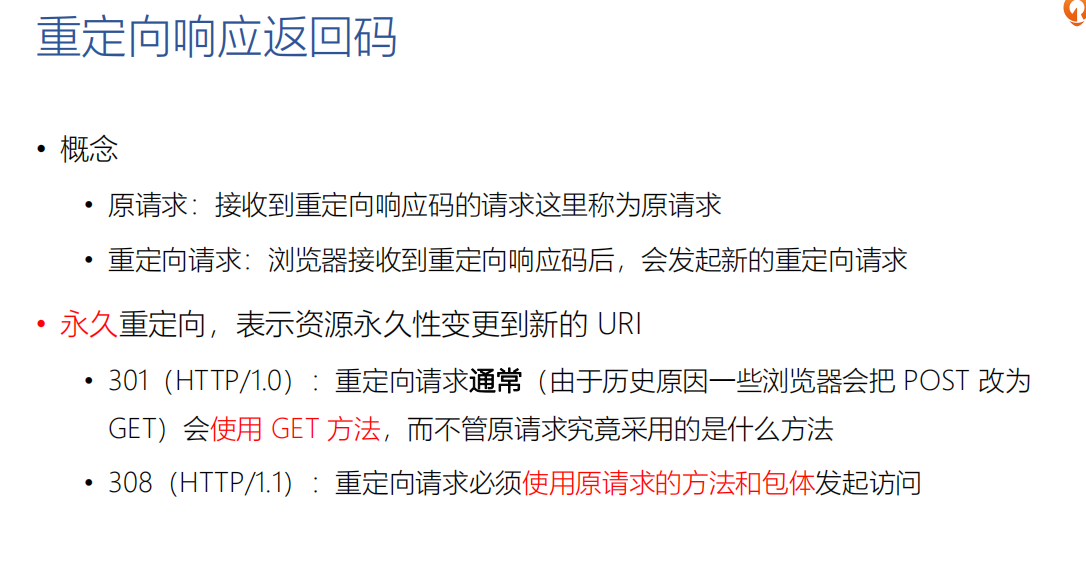 重定向响应返回码
• 概念
• 原请求：接收到重定向响应码的请求这里称为原请求
• 重定向请求：浏览器接收到重定向响应码后，会发起新的重定向请求
• 永久重定向，表示资源永久性变更到新的 URI
• 301（HTTP/1.0）：重定向请求通常（由于历史原因一些浏览器会把 POST 改为
GET）会使用 GET 方法，而不管原请求究竟采用的是什么方法
• 308（HTTP/1.1）：重定向请求必须使用原请求的方法和包体发起访问